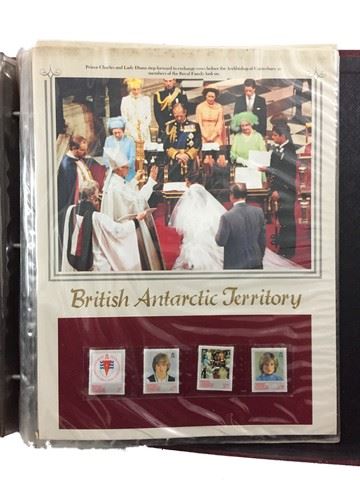 Prince Charles and Lady Diana step forward to exchange vows before the Archbishop of Canterbury as
members of the Royal Family look on.
British Antarctic Territory